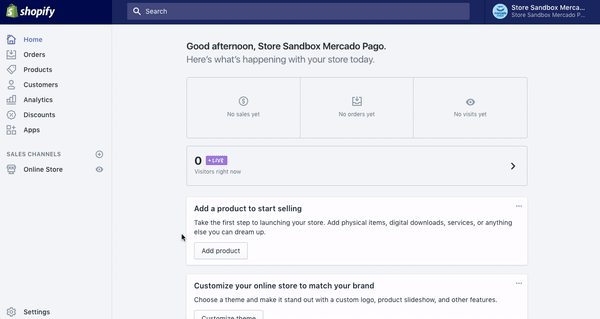 shopify
Search
Store Sandbox Merca...
Store Sandbox Mercado P...
Home
Orders
Products
Customers
Analytics
Discounts
Apps
SALES CHANNELS
Online Store
Settings
Good afternoon, Store Sandbox Mercado Pago.
Here's what's happening with your store today.
No sales yet
No orders yet
No visits yet
0 • LIVE
Visitors right now
Add a product to start selling
Take the first step to launching your store. Add physical items, digital downloads, services, or anything
else you can dream up.
Add product
Customize your online store to match your brand
Choose a theme and make it stand out with a custom logo, product slideshow, and other features.
Customize theme